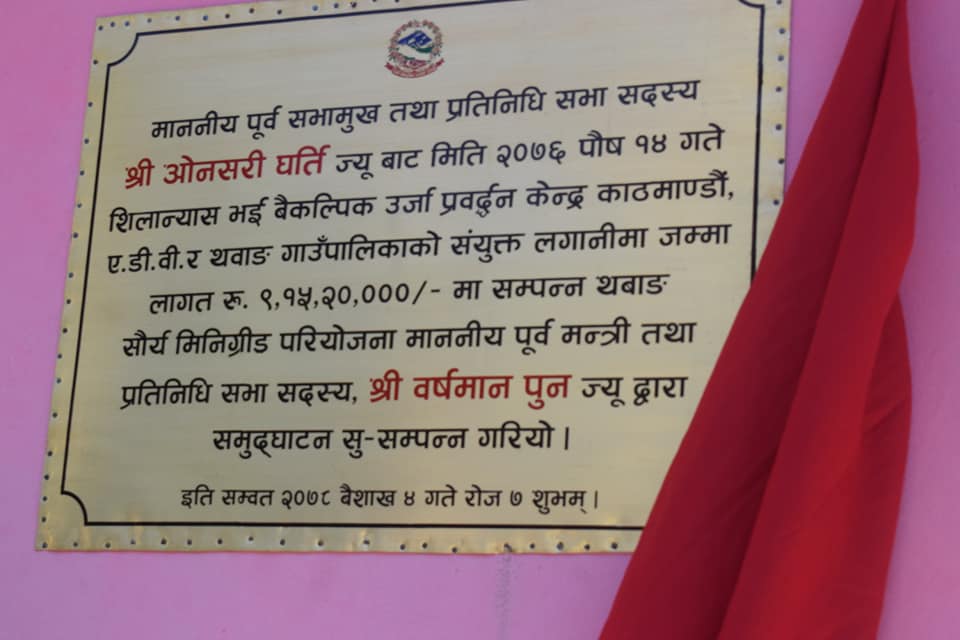 माननीय पूर्व सभामुख तथा प्रतिनिधि सभा सदस्य
श्री ओनसरी घर्ति ज्यू बाट मिति २०७६ पौष १४ गते
शिलान्यास भई बैकल्पिक उर्जा प्रवर्द्धन केन्द्र काठमाण्डौं,
ए.डी.वी.र थवाङ गाउँपालिकाको संयुक्त लगानीमा जम्मा
लागत रू. ९,१५,२०,०००/- मा सम्पन्न थबाङ
सौर्य मिनिग्रीड परियोजना माननीय पूर्व मन्त्री तथा
प्रतिनिधि सभा सदस्य, श्री वर्षमान पुन ज्यू द्वारा
समुद्घाटन सु-सम्पन्न गरियो |
इति सम्वत २०७८ बैशाख ४ गते रोज ७ शुभम् |